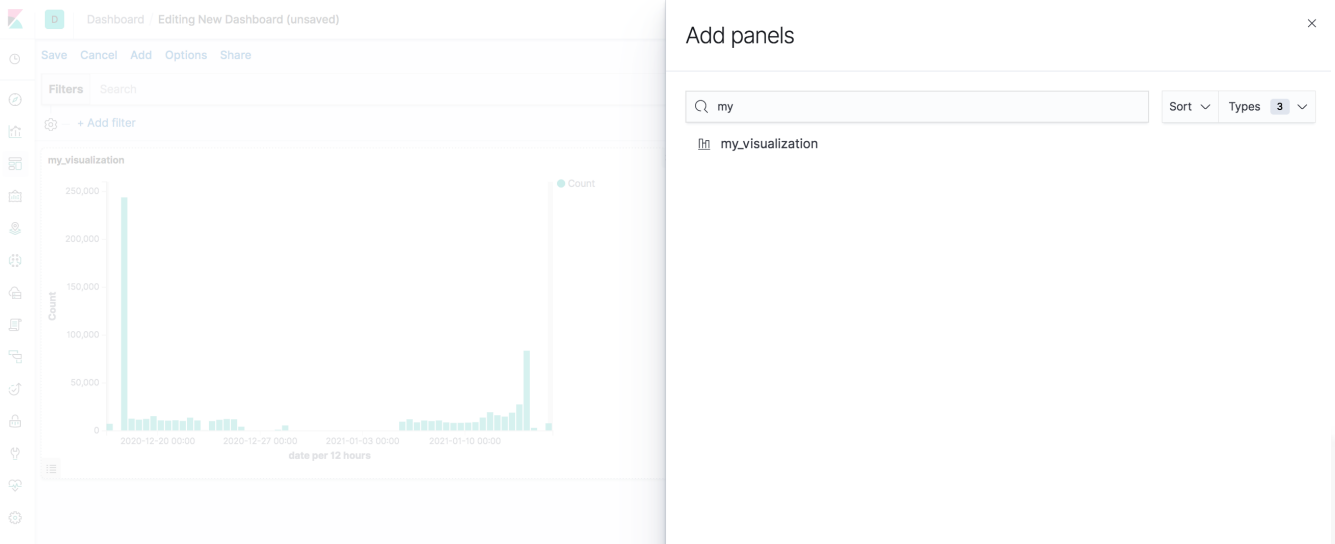 D Dashboard / Editing New Dashboard (unsaved)
Save Cancel Add Options Share
Filters Search
+ Add filter
my_visualization
250,000
200,000
150,000
100,000
50,000
0
Count
Count
2020-12-20 00:00 2020-12-27 00:00 2021-01-03 00:00 2021-01-10 00:00
date per 12 hours
Add panels
my
Sort Types 3
my_visualization